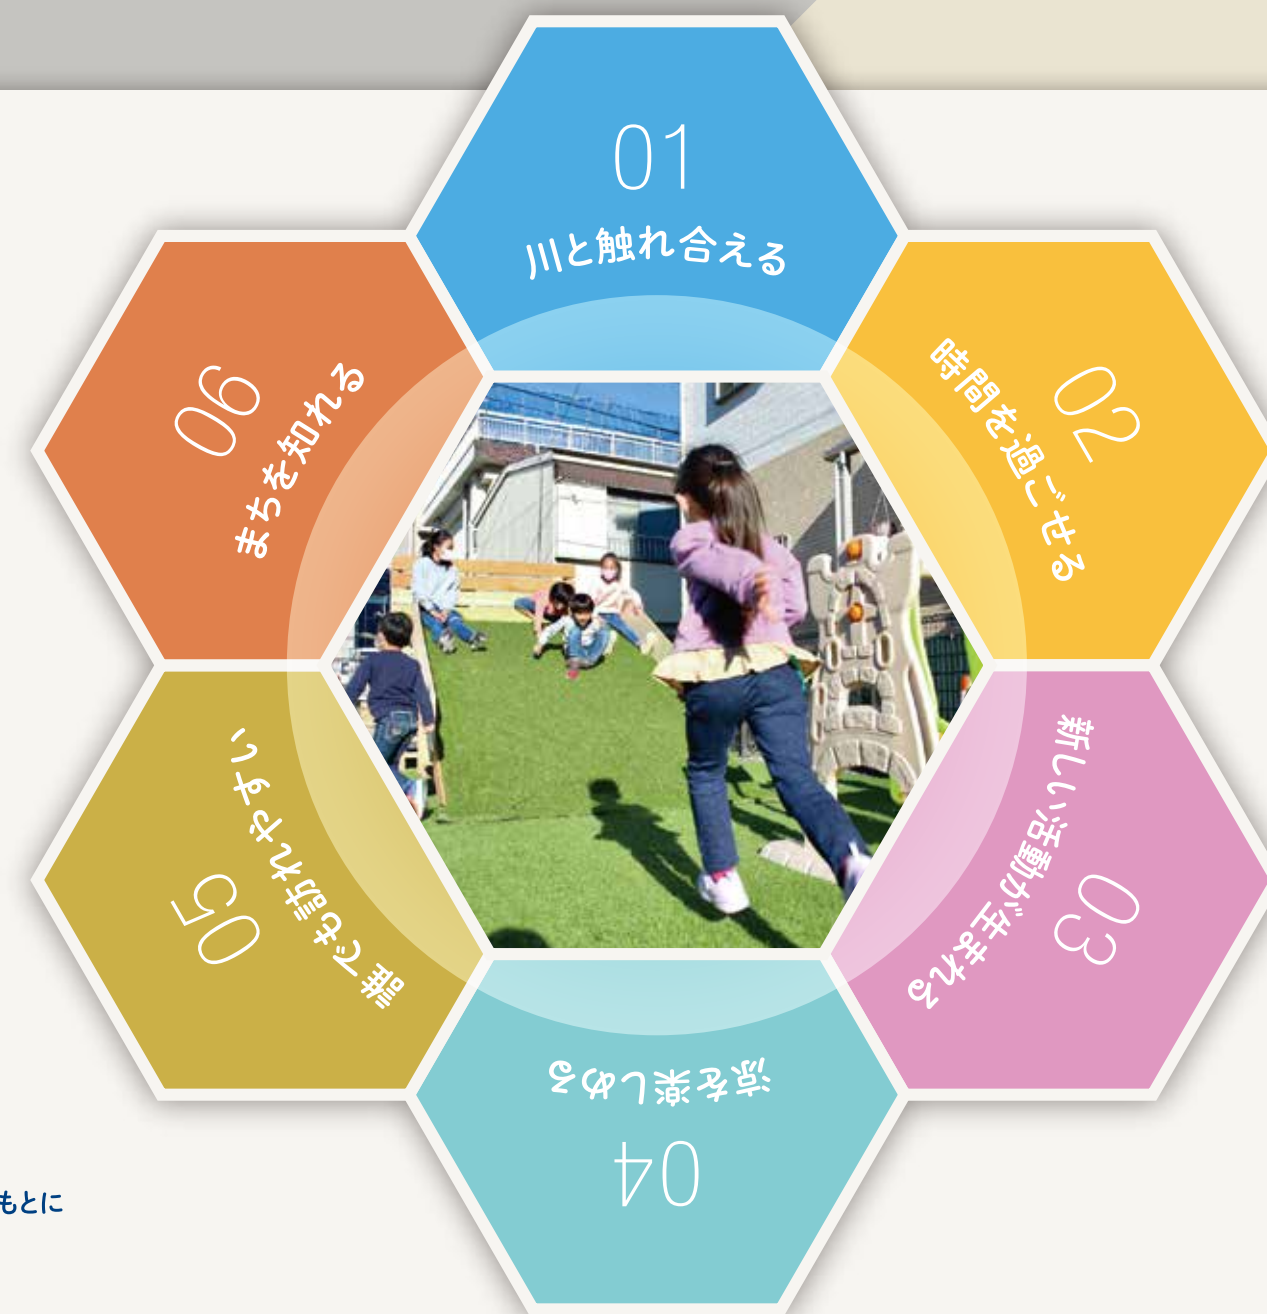 01
川と触れ合える
02
時間を過ごせる
03
新しい活動が生まれる
04
涼を楽しめる
05
誰でも訪れやすい
06
まちを知れる
もとに